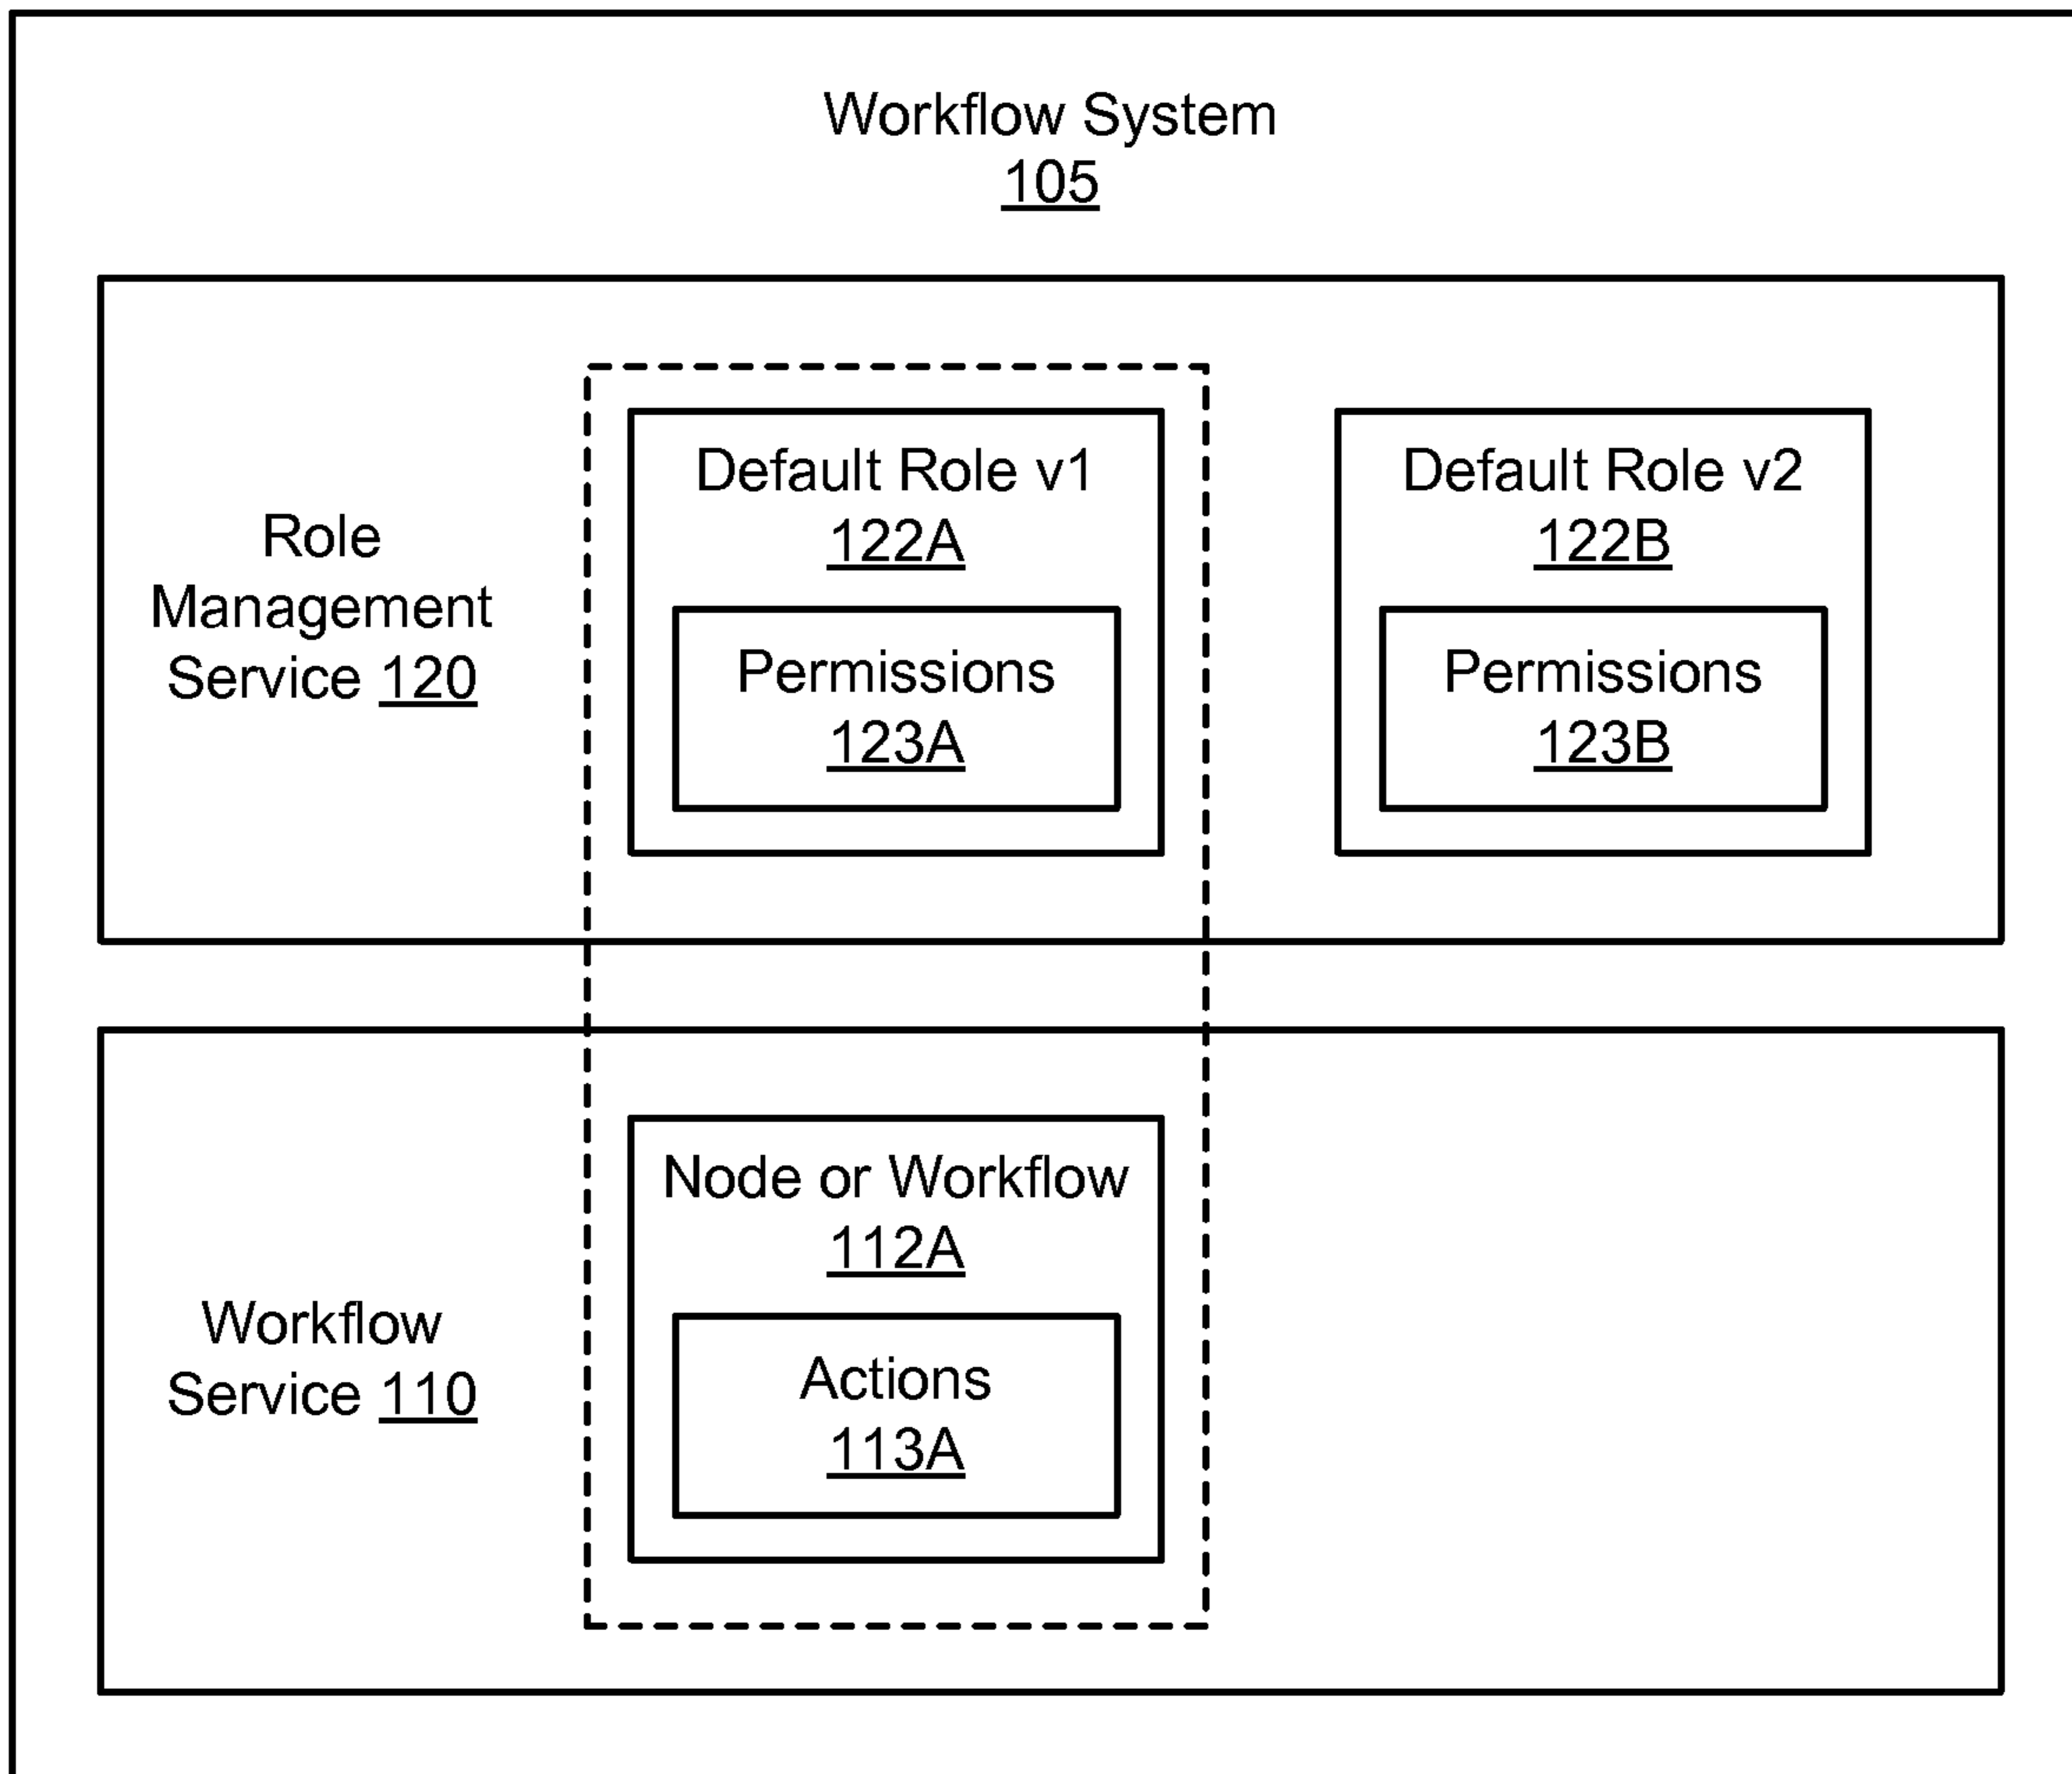 Workflow System
105
Role
Management
Service 120
Default Role v1
122A
Permissions
123A
Default Role v2
122B
Permissions
123B
Workflow
Service 110
Node or Workflow
112A
Actions
113A